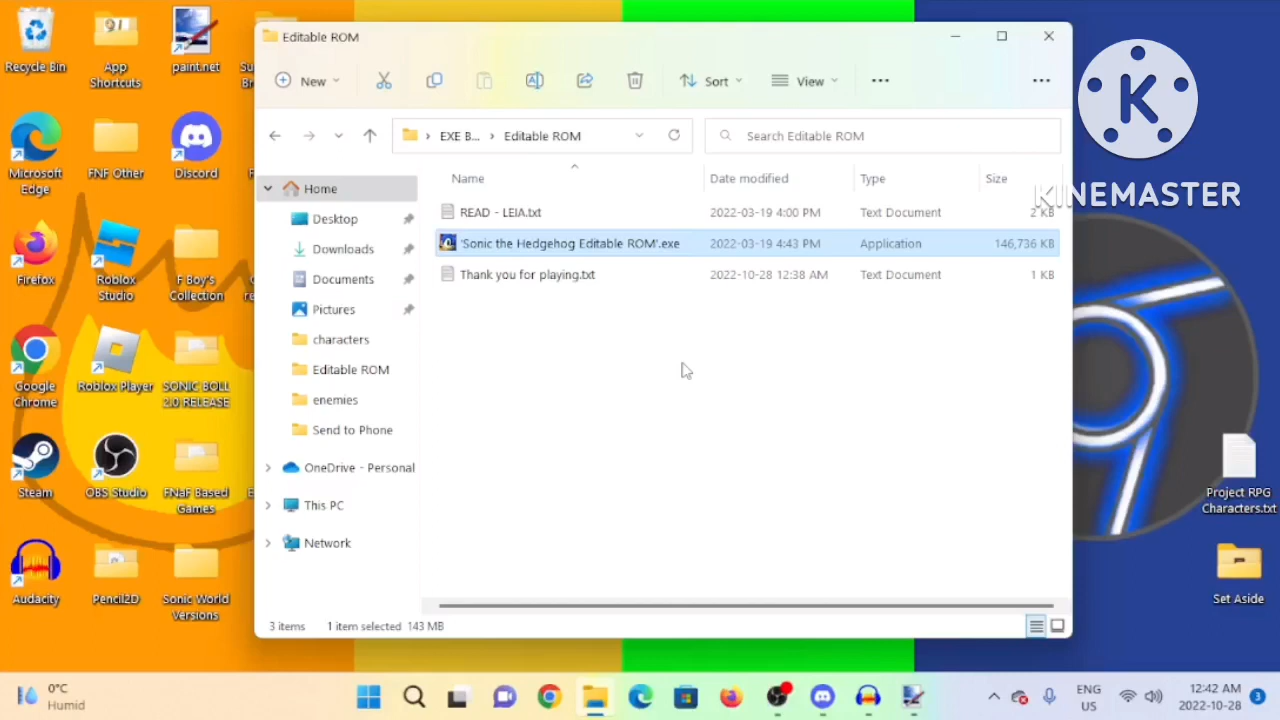 Recycle Bin
App
Shortcuts
paint.net
Su
Br
Microsoft
Edge
FNF Other
Discord
F
Firefox
Roblox
Studio
F Boy's
Collection
C
re
Google
Chrome
Roblox Player
SONIC BOLL
2.0 RELEASE
Steam
OBS Studio
FNaF Based
Games
E
Audacity
Pencil2D
Sonic World
Versions
Editable ROM
New
Sort
View
EXE B...
Editable ROM
Search Editable ROM
Name
Date modified
Type
Size
READ - LEIA.txt
2022-03-19 4:00 PM
Text Document
2 KB
'Sonic the Hedgehog Editable ROM'.exe
2022-03-19 4:43 PM
Application
146,736 KB
Thank you for playing.txt
2022-10-28 12:38 AM
Text Document
1 KB
Home
Desktop
Downloads
Documents
Pictures
characters
Editable ROM
enemies
Send to Phone
OneDrive - Personal
This PC
Network
3 items
1 item selected 143 MB
K
KINEMASTER
Project RPG
Characters.txt
Set Aside
0°C
Humid
ENG
US
12:42 AM
2022-10-28
3